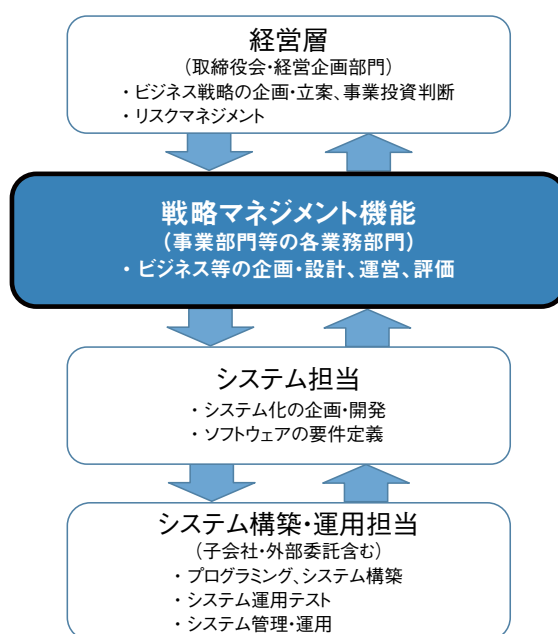 経営層
(取締役会・経営企画部門)
・ビジネス戦略の企画・立案、事業投資判断
・リスクマネジメント
戦略マネジメント機能
(事業部門等の各業務部門)
・ビジネス等の企画・設計、運営、評価
システム担当
・システム化の企画・開発
・ソフトウェアの要件定義
システム構築・運用担当
(子会社・外部委託含む)
・プログラミング、システム構築
・システム運用テスト
・システム管理・運用